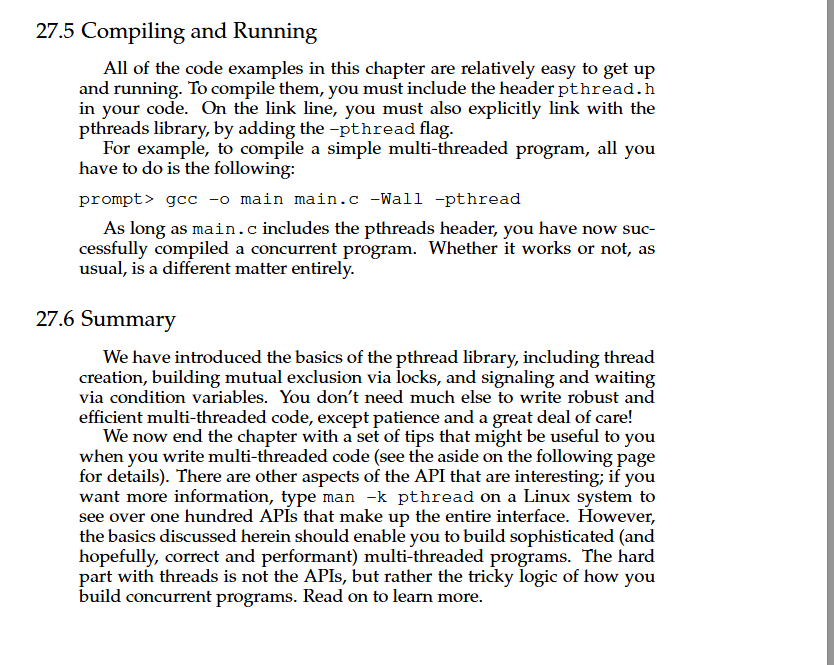 27.5 Compiling and Running
All of the code examples in this chapter are relatively easy to get up
and running. To compile them, you must include the header pthread.h
in your code. On the link line, you must also explicitly link with the
pthreads library, by adding the -pthread flag.
For example, to compile a simple multi-threaded program, all you
have to do is the following:
prompt> gcc -o main main.c -Wall -pthread
As long as main.c includes the pthreads header, you have now suc-
cessfully compiled a concurrent program. Whether it works or not, as
usual, is a different matter entirely.
27.6 Summary
We have introduced the basics of the pthread library, including thread
creation, building mutual exclusion via locks, and signaling and waiting
via condition variables. You don't need much else to write robust and
efficient multi-threaded code, except patience and a great deal of care!
We now end the chapter with a set of tips that might be useful to you
when you write multi-threaded code (see the aside on the following page
for details). There are other aspects of the API that are interesting; if you
want more information, type man -k pthread on a Linux system to
see over one hundred APIs that make up the entire interface. However,
the basics discussed herein should enable you to build sophisticated (and
hopefully, correct and performant) multi-threaded programs. The hard
part with threads is not the APIs, but rather the tricky logic of how you
build concurrent programs. Read on to learn more.